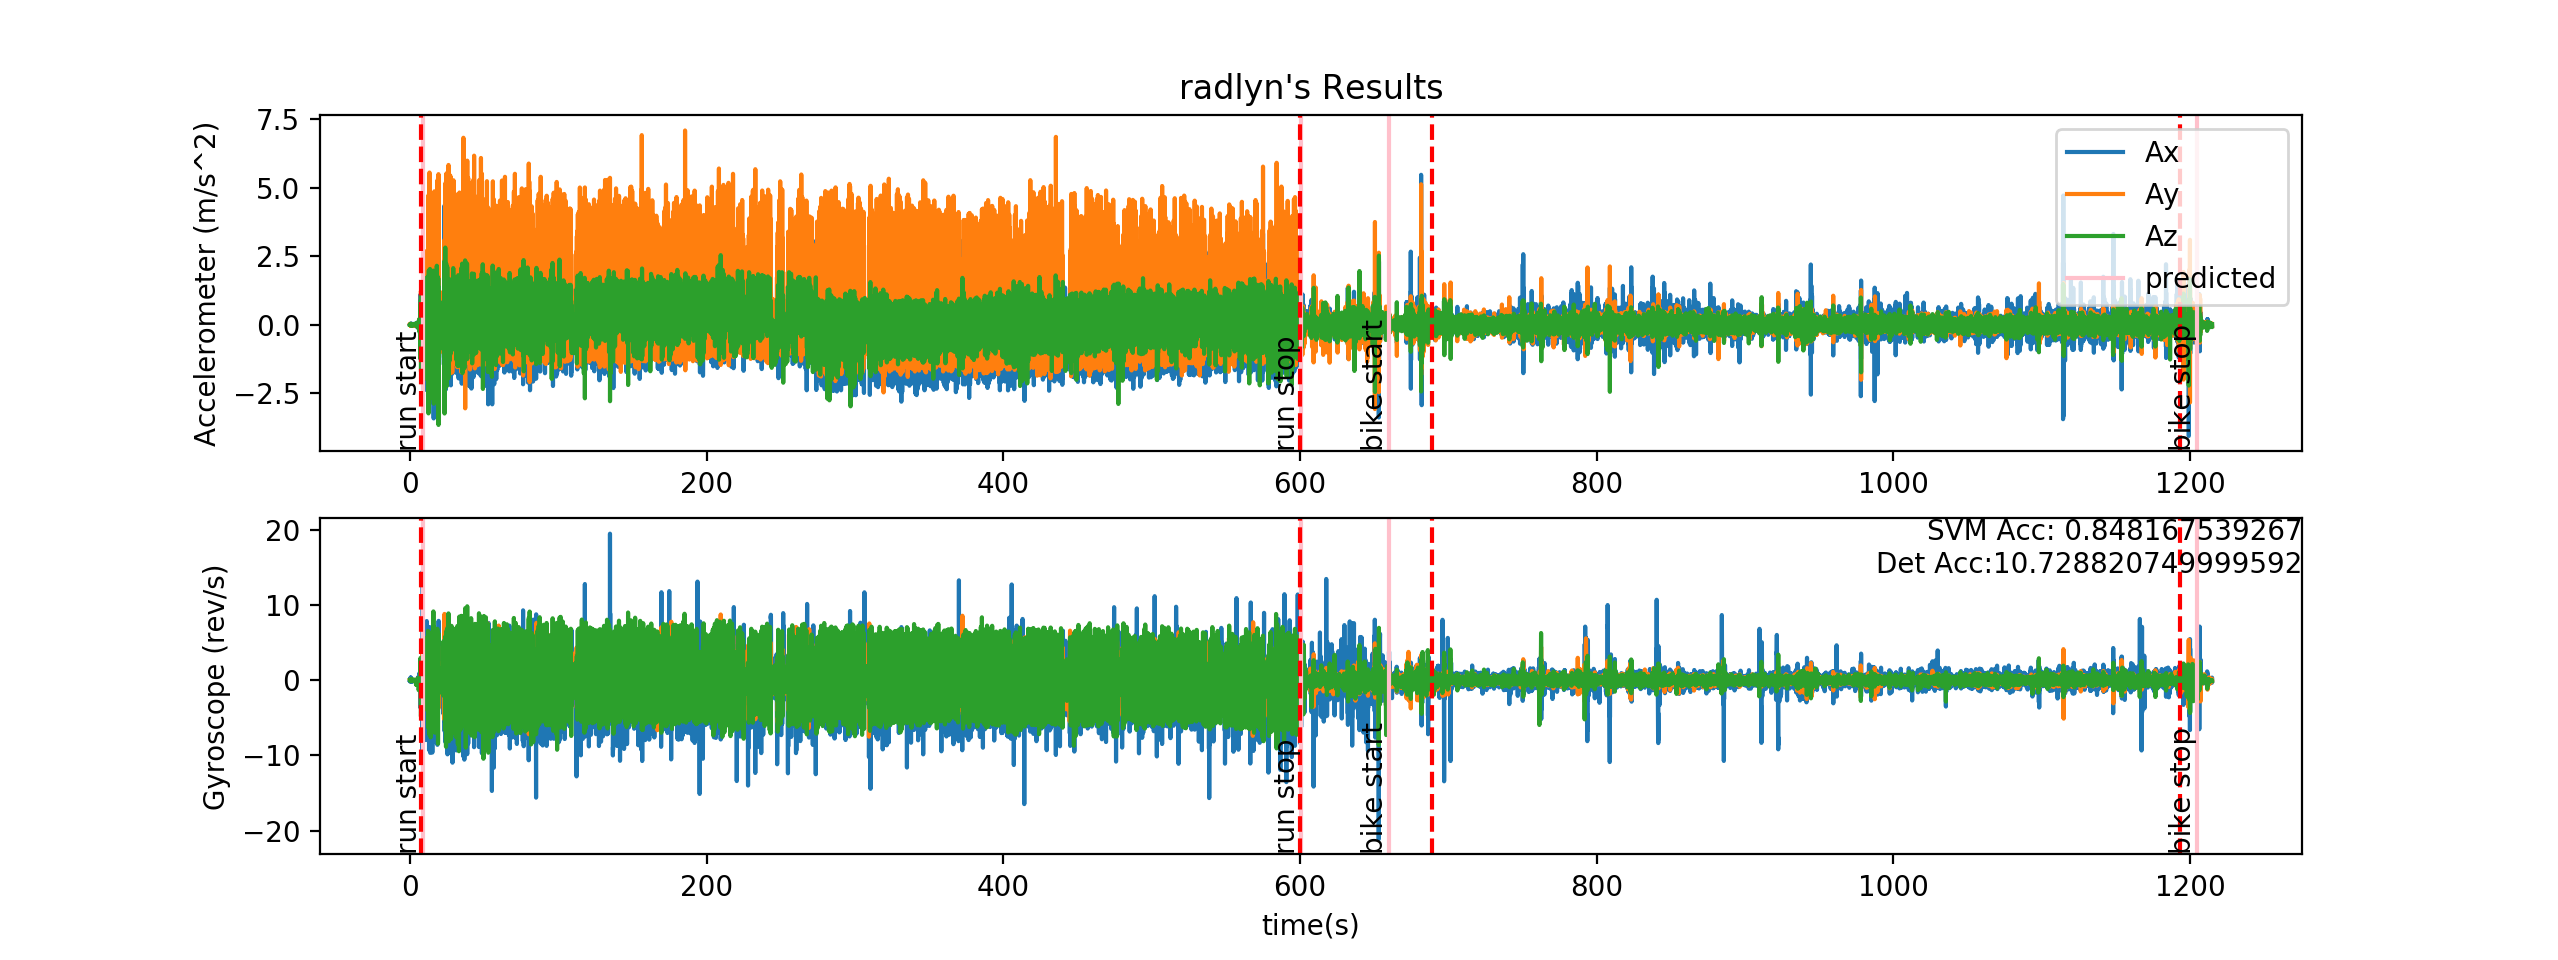 radlyn's Results
Accelerometer (m/s^2)
7.5
5.0
2.5
0.0
−2.5
run start
run stop
bike start
bike stop
Ax
Ay
Az
predicted
0
200
400
600
800
1000
1200
Gyroscope (rev/s)
20
10
0
−10
−20
run start
run stop
bike start
bike stop
SVM Acc: 0.848167539267
Det Acc:10.728820749999592
0
200
400
600
800
1000
1200
time(s)